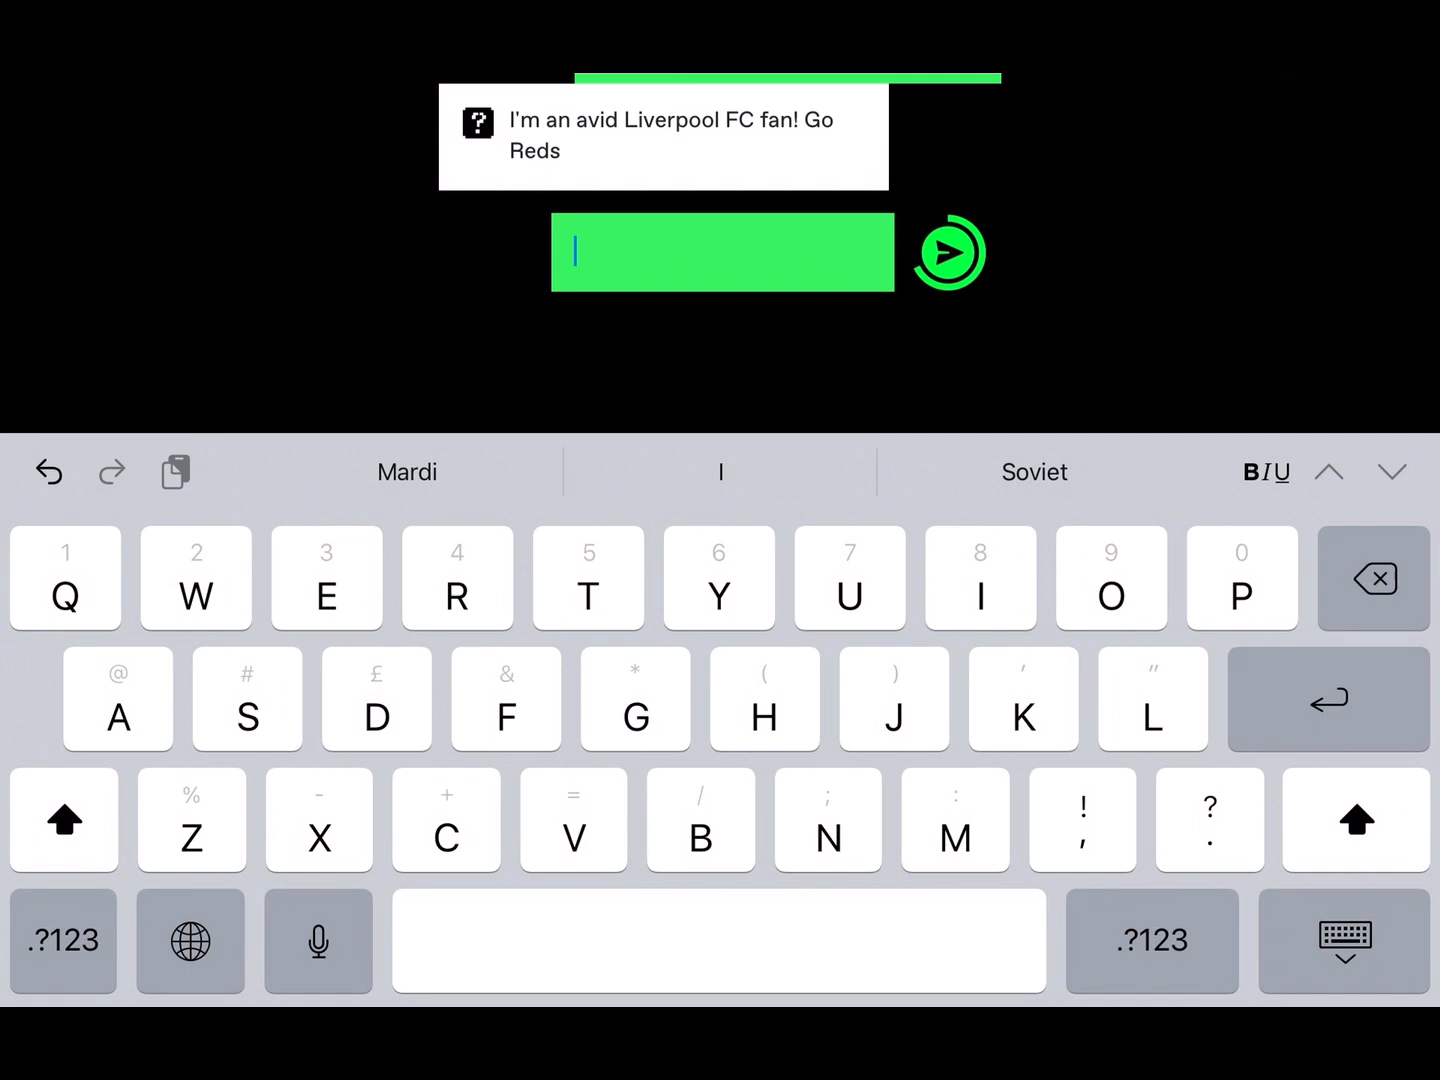 ?
I'm an avid Liverpool FC fan! Go
Reds
Mardi I Soviet BIU
1 2 3 4 5 6 7 8 9 0
Q W E R T Y U I O P
@ # £ & * ( ) ' "
A S D F G H J K L
% - + = / ; : ! ?
Z X C V B N M , .
.?123 .?123